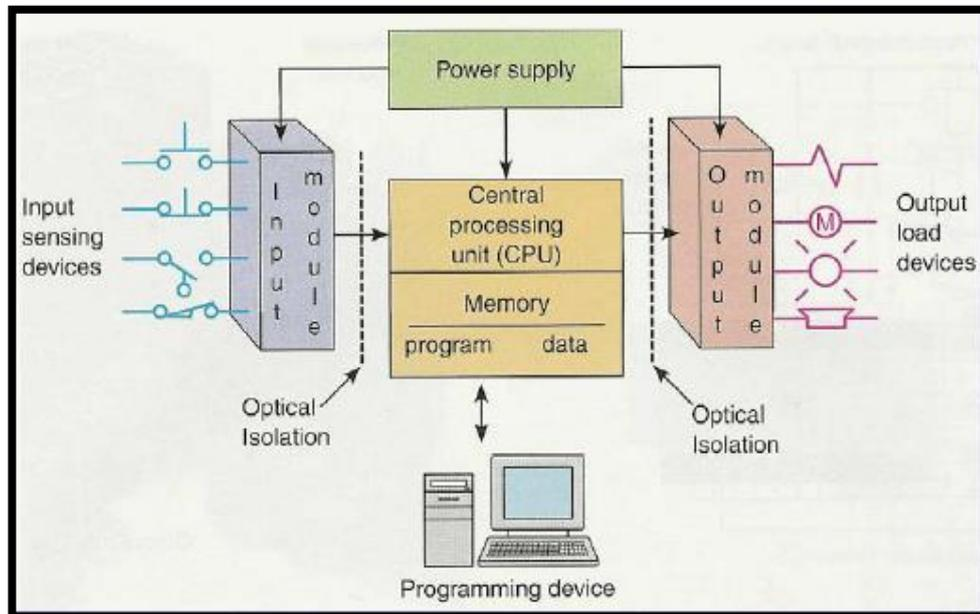 Power supply
Input
module
Output
module
Input
sensing
devices
Central
processing
unit (CPU)
Memory
program data
M
Output
load
devices
Optical
Isolation
Optical
Isolation
Programming device